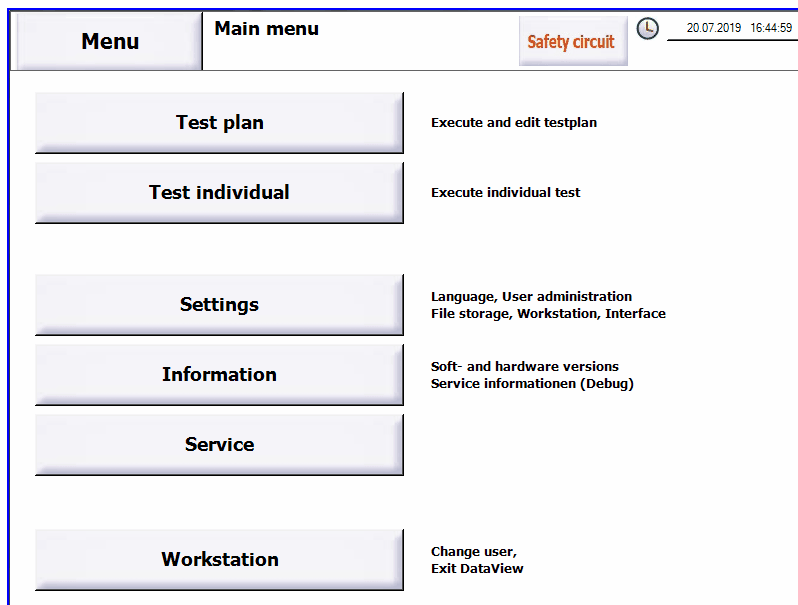 Menu
Main menu
Safety circuit
20.07.2019 16:44:59
Test plan
Execute and edit testplan
Test individual
Execute individual test
Settings
Language, User administration
File storage, Workstation, Interface
Information
Soft- and hardware versions
Service informationen (Debug)
Service
Workstation
Change user,
Exit DataView